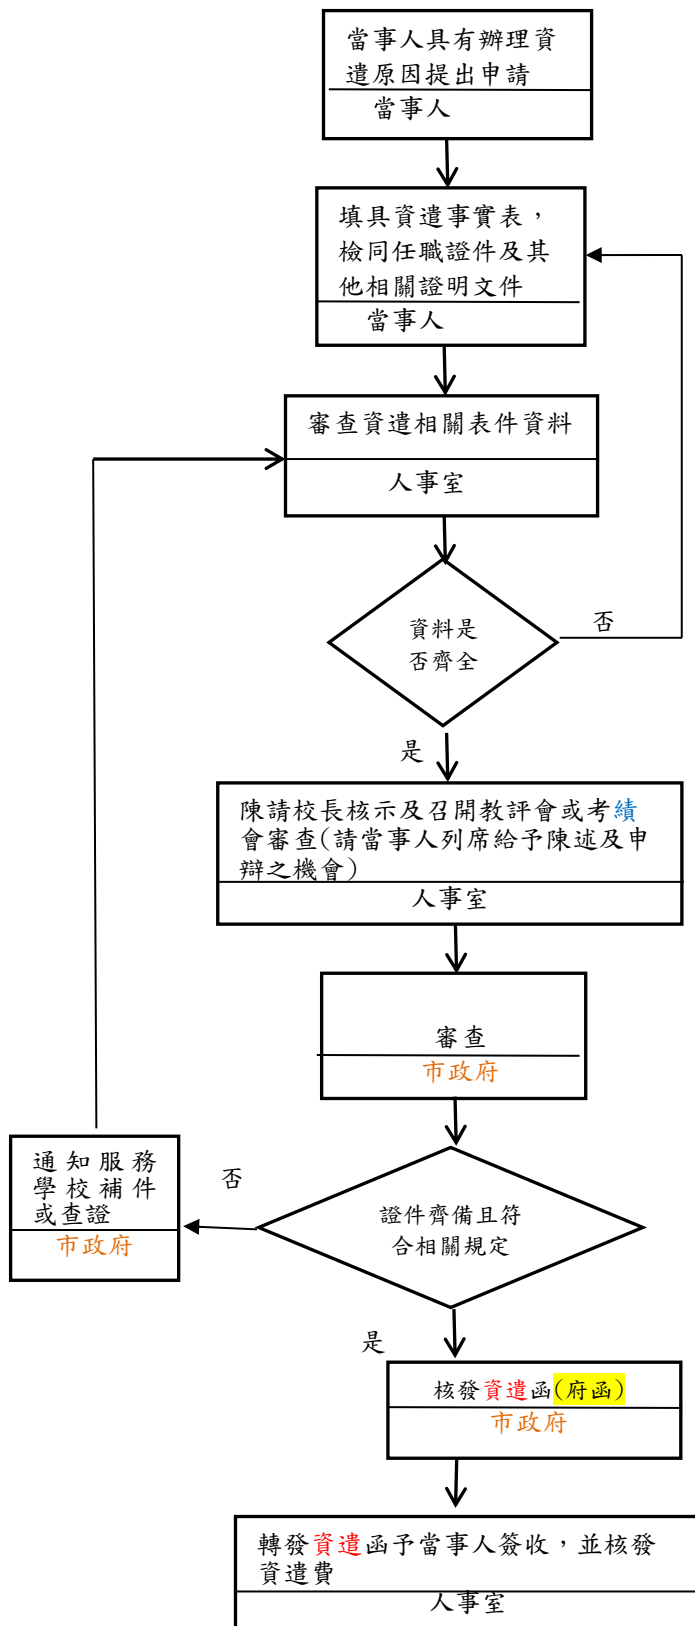 當事人具有辦理資
遣原因提出申請
當事人
填具資遣事實表，
檢同任職證件及其
他相關證明文件
當事人
審查資遣相關表件資料
人事室
資料是
否齊全
否
是
陳請校長核示及召開教評會或考績
會審查(請當事人列席給予陳述及申
辯之機會)
人事室
審查
市政府
通知服務
學校補件
或查證
市政府
否
證件齊備且符
合相關規定
是
核發資遣函(府函)
市政府
轉發資遣函予當事人簽收，並核發
資遣費
人事室